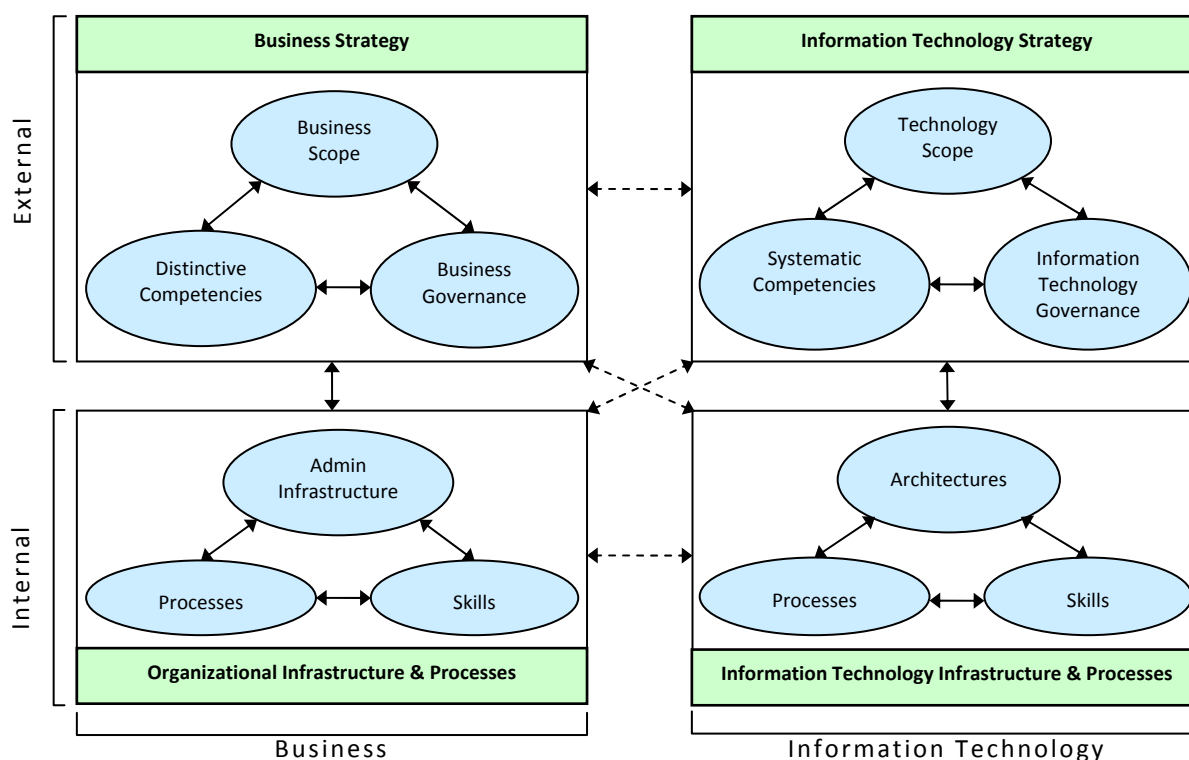 Business Strategy
Information Technology Strategy
External
Business
Scope
Distinctive
Competencies
Business
Governance
Technology
Scope
Systematic
Competencies
Information
Technology
Governance
Internal
Admin
Infrastructure
Processes
Skills
Architectures
Processes
Skills
Organizational Infrastructure & Processes
Information Technology Infrastructure & Processes
Business
Information Technology